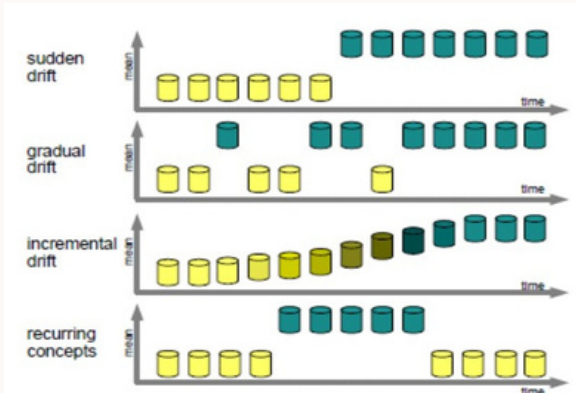 sudden
drift
mean
time
gradual
drift
mean
time
incremental
drift
mean
time
recurring
concepts
mean
time